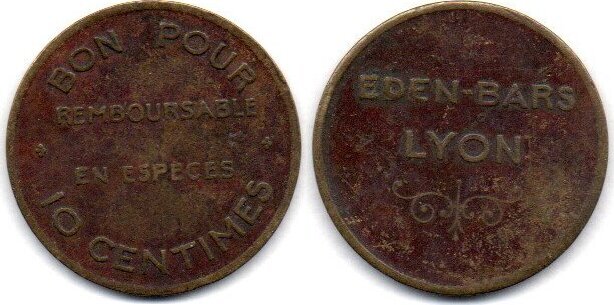 BON POUR
REMBOURSABLE
EN ESPECES
10 CENTIMES
EDEN-BARS
LYON